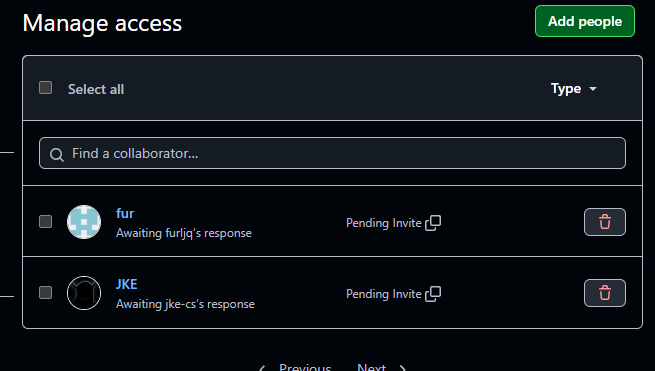 Manage access
Add people
Select all
Type
Find a collaborator...
fur
Awaiting furljq's response
Pending Invite
JKE
Awaiting jke-cs's response
Pending Invite
Previous Next